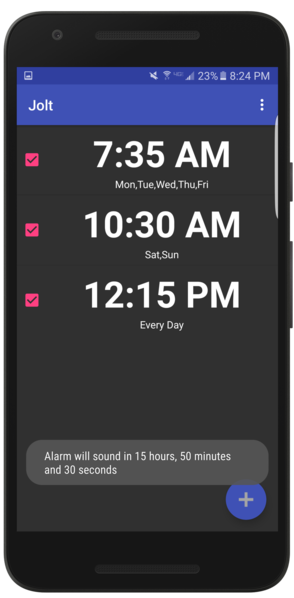 23% 8:24 PM
Jolt
7:35 AM
Mon,Tue,Wed,Thu,Fri
10:30 AM
Sat,Sun
12:15 PM
Every Day
Alarm will sound in 15 hours, 50 minutes
and 30 seconds